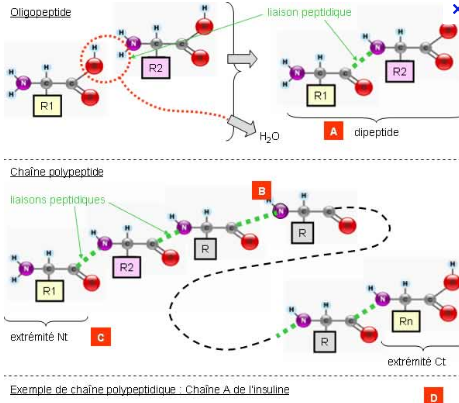 Oligopeptide
liaison peptidique
H H O H
H N C C O
H R1
H N C C O
H R2
H₂O
H N C C O
H R1
H N C C O
R2
A dipeptide
Chaîne polypeptide
liaisons peptidiques
B
H N C C O
R1
H N C C O
R2
H N C C O
R
H N C C O
R
extrémité Nt
C
H N C C O
R
H N C C O H
Rn
extrémité Ct
Exemple de chaîne polypeptidique : Chaîne A de l'insuline
D